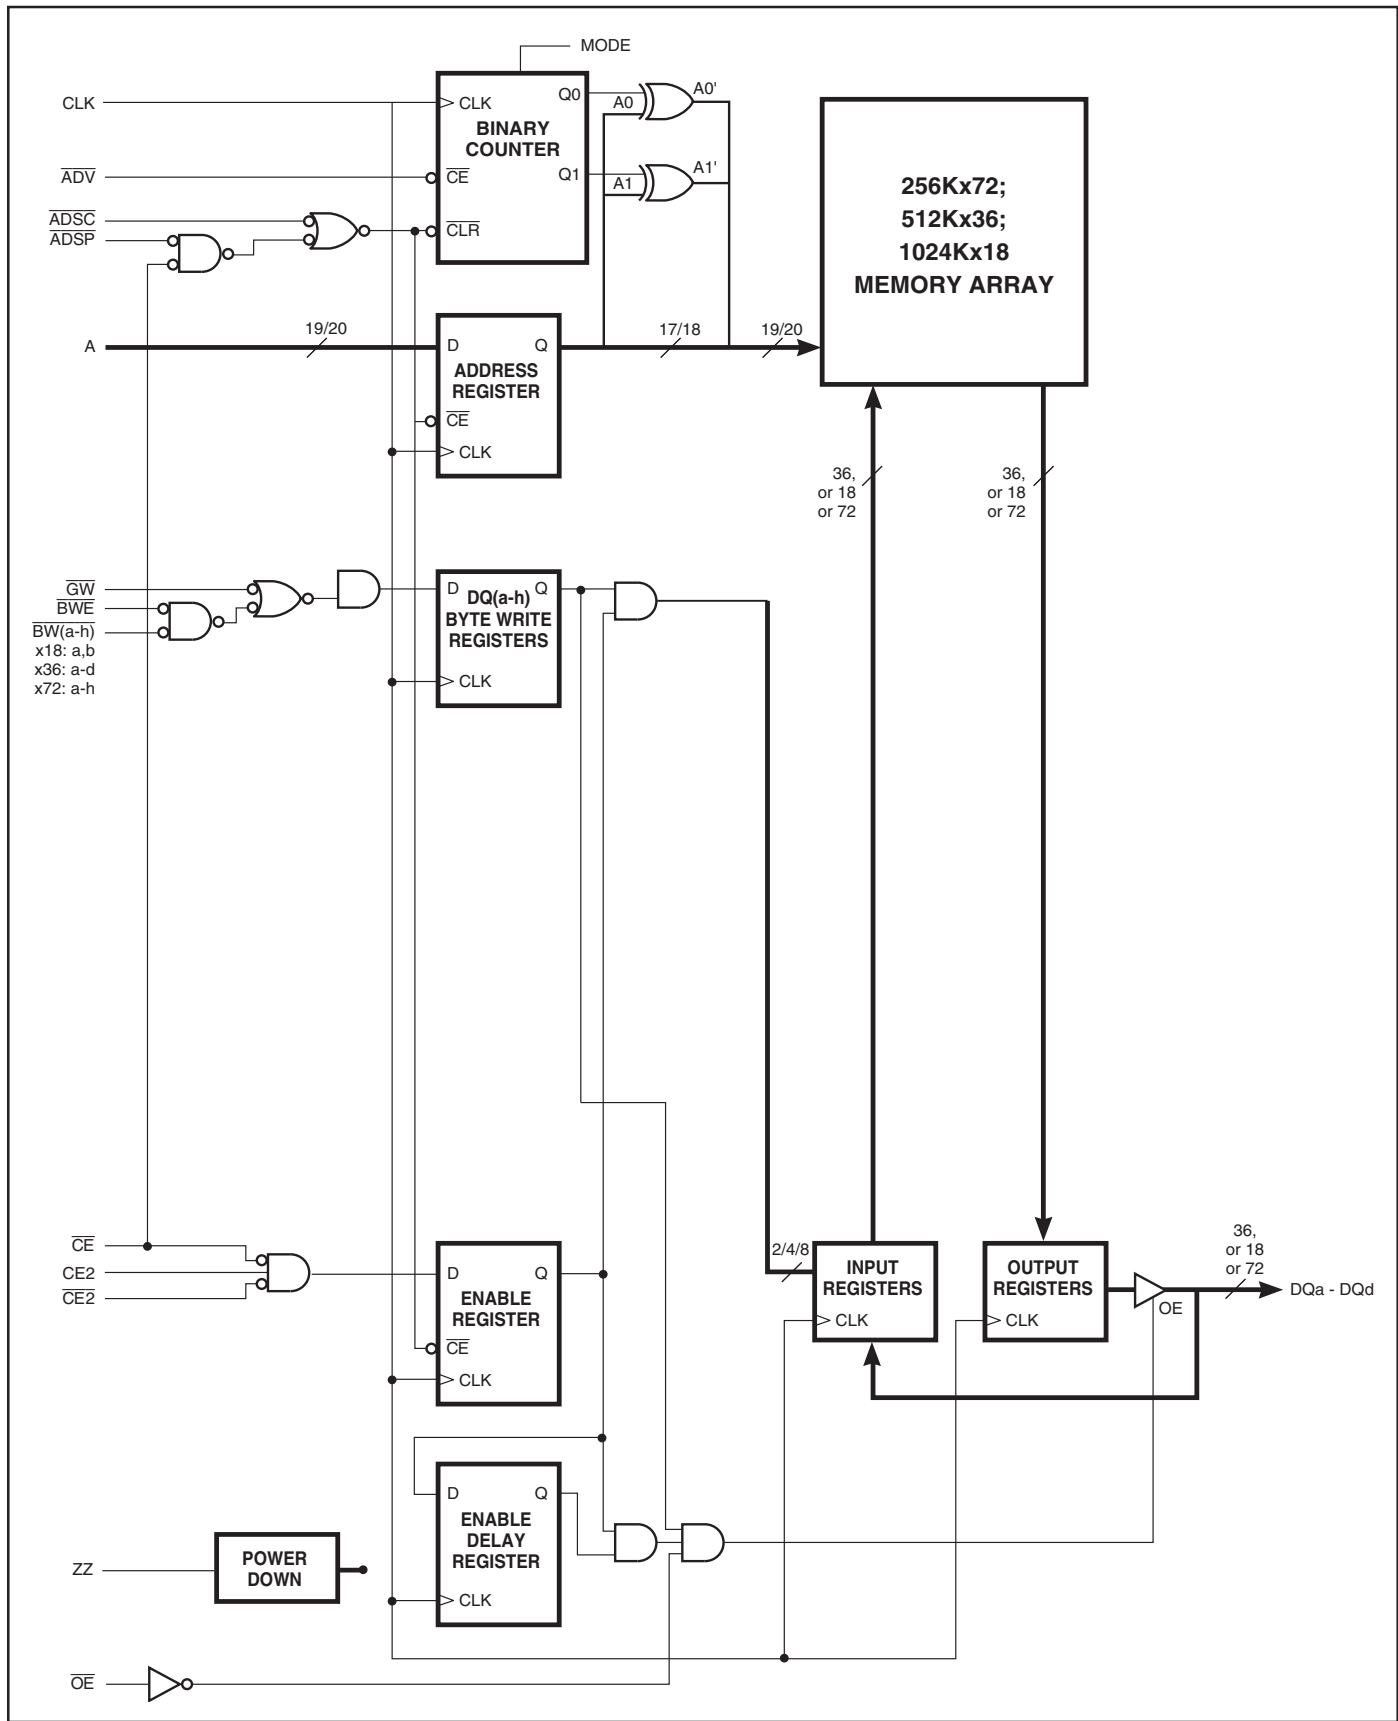 MODE
CLK
CLK
Q0
A0
A0'
BINARY
COUNTER
ADV
CE
Q1
A1
A1'
ADSC
ADSP
CLR
256Kx72;
512Kx36;
1024Kx18
MEMORY ARRAY
A
19/20
D
Q
17/18
19/20
ADDRESS
REGISTER
CE
CLK
36,
or 18
or 72
36,
or 18
or 72
GW
BWE
BW(a-h)
x18: a,b
x36: a-d
x72: a-h
D
Q
DQ(a-h)
BYTE WRITE
REGISTERS
CLK
CE
CE2
CE2
D
Q
ENABLE
REGISTER
CE
CLK
2/4/8
INPUT
REGISTERS
CLK
OUTPUT
REGISTERS
CLK
OE
36,
or 18
or 72
DQa - DQd
D
Q
ENABLE
DELAY
REGISTER
CLK
ZZ
POWER
DOWN
OE